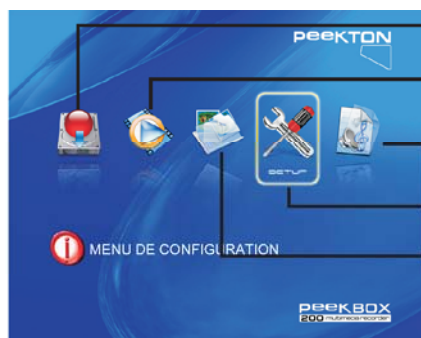 PeeKTON
SETUP
MENU DE CONFIGURATION
PEEKBOX
200 multimedia recorder